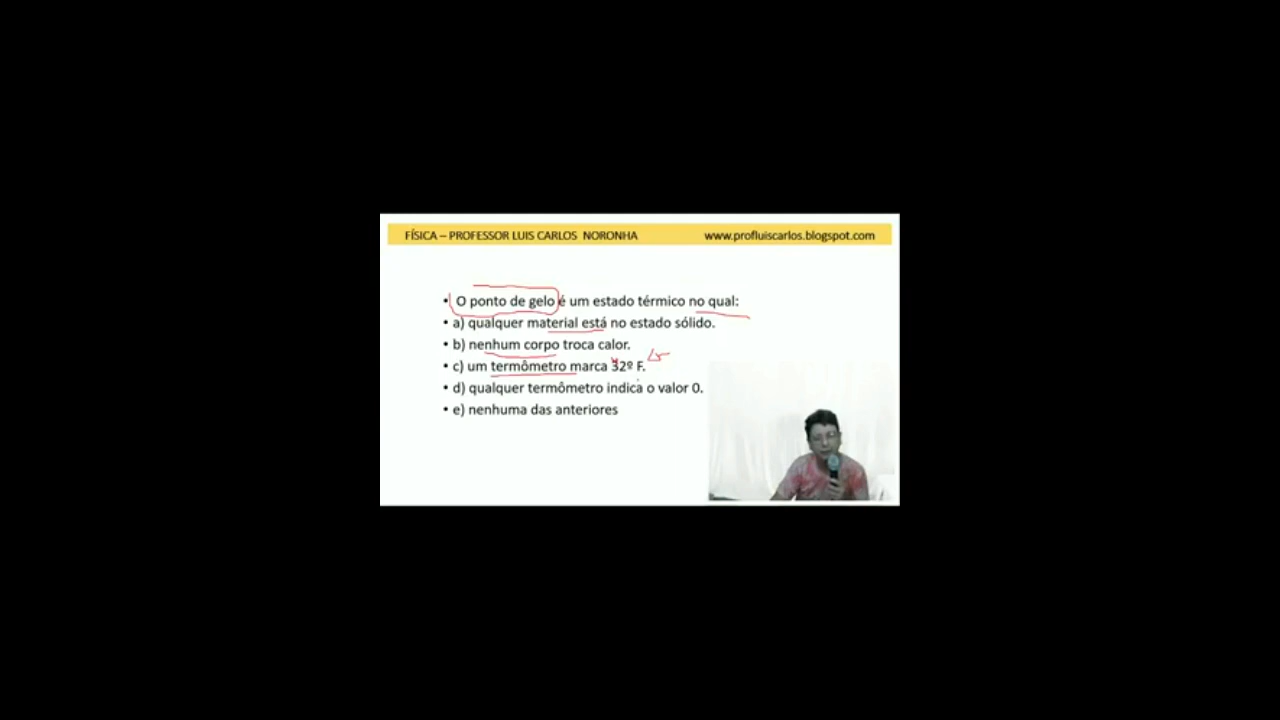 FÍSICA – PROFESSOR LUIS CARLOS NORONHA www.profluiscarlos.blogspot.com
• O ponto de gelo é um estado térmico no qual:
• a) qualquer material está no estado sólido.
• b) nenhum corpo troca calor.
• c) um termômetro marca 32º F.
• d) qualquer termômetro indica o valor 0.
• e) nenhuma das anteriores